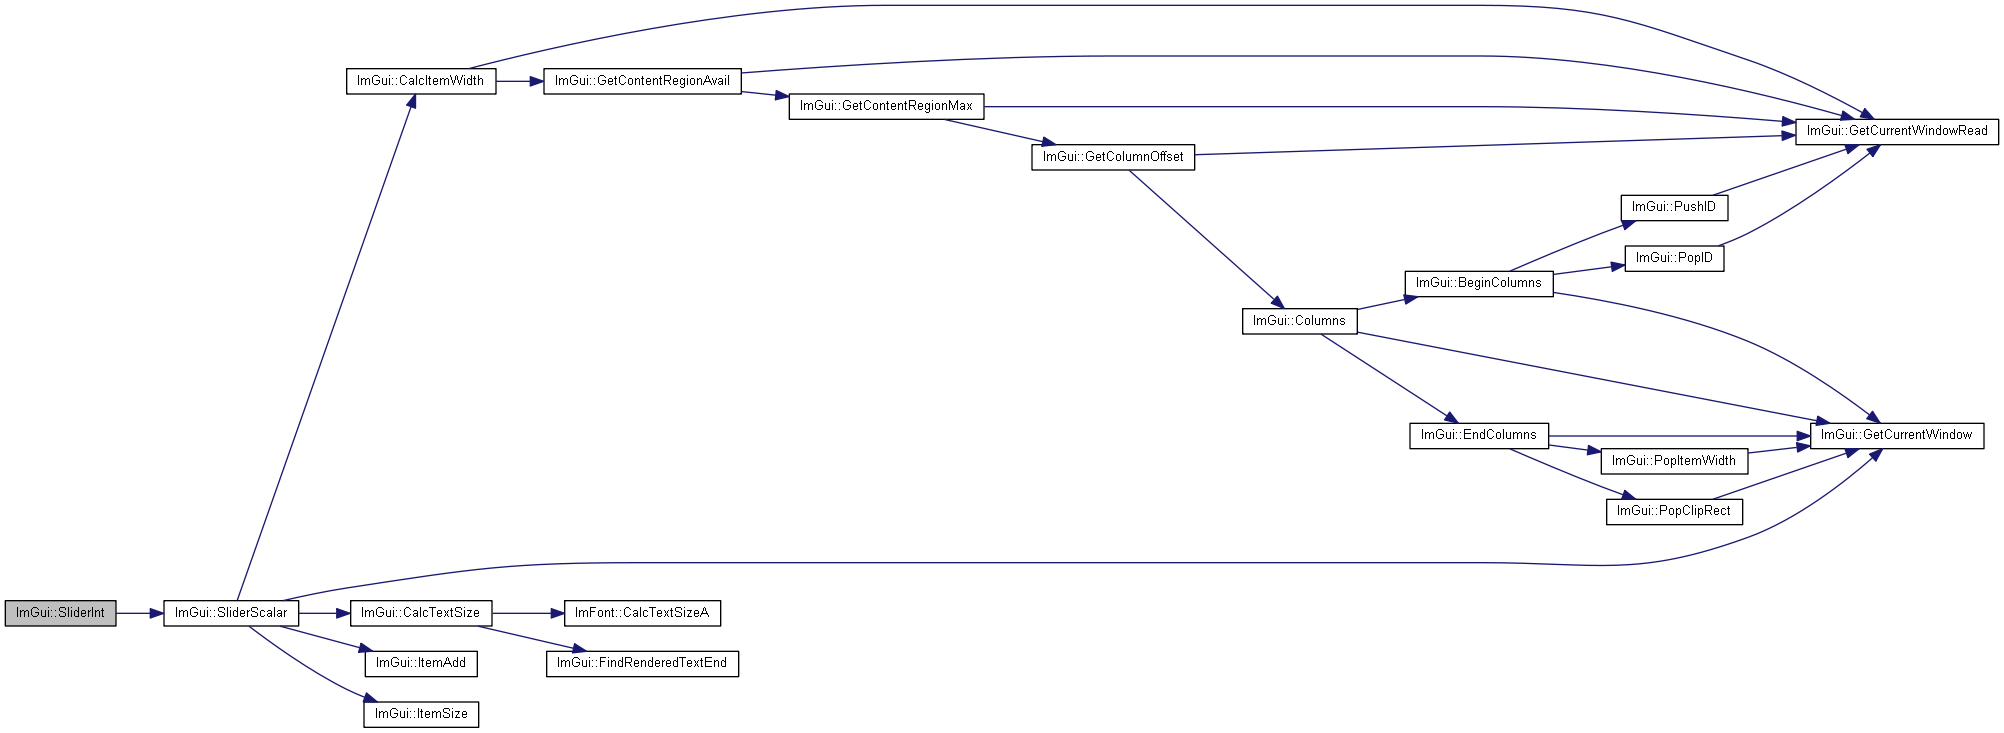 ImGui::CalcItemWidth
ImGui::GetContentRegionAvail
ImGui::GetContentRegionMax
ImGui::GetCurrentWindowRead
ImGui::GetColumnOffset
ImGui::PushID
ImGui::PopID
ImGui::BeginColumns
ImGui::Columns
ImGui::EndColumns
ImGui::GetCurrentWindow
ImGui::PopItemWidth
ImGui::PopClipRect
ImGui::SliderInt
ImGui::SliderScalar
ImGui::CalcTextSize
ImFont::CalcTextSizeA
ImGui::ItemAdd
ImGui::FindRenderedTextEnd
ImGui::ItemSize